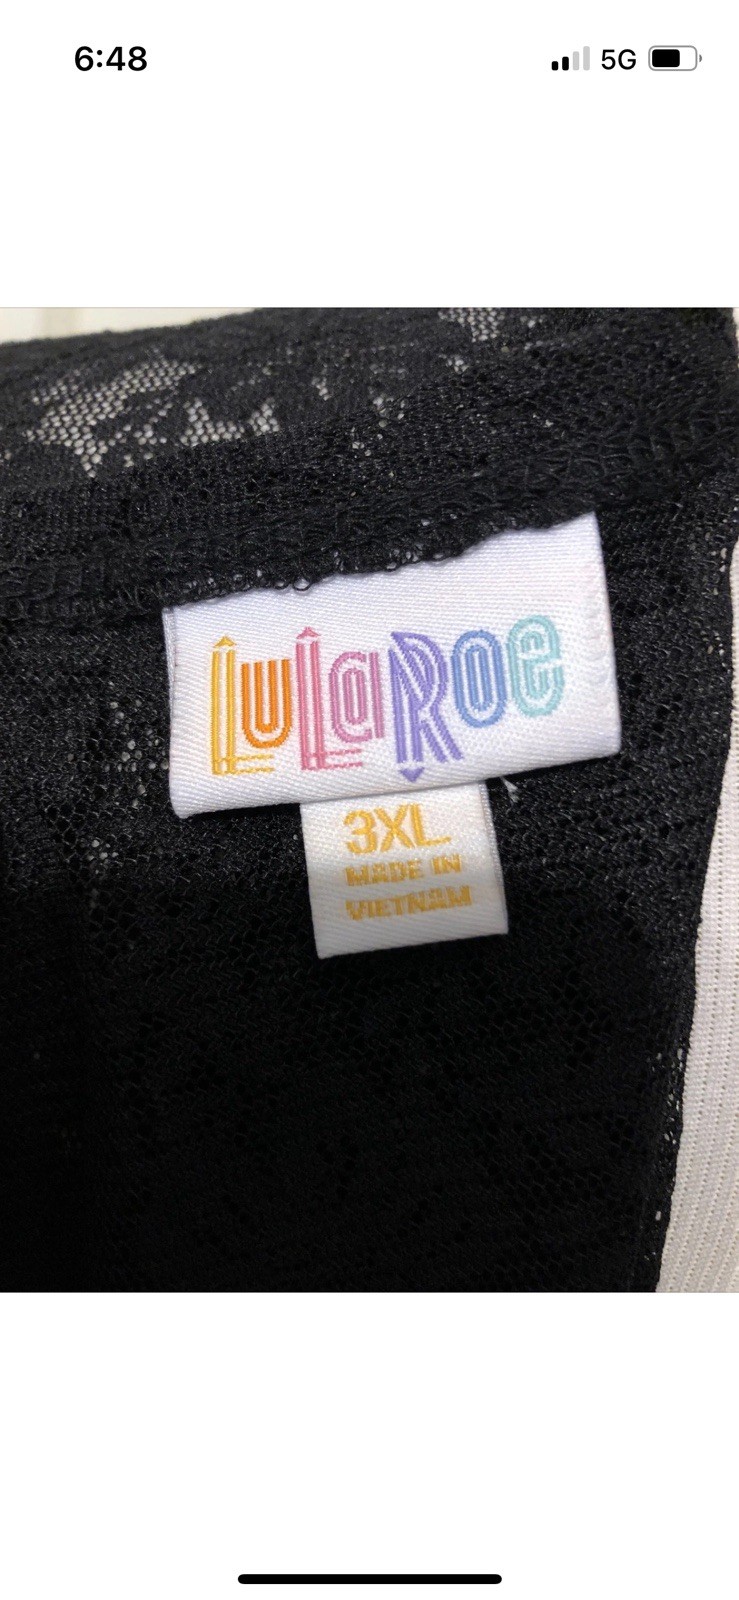 6:48
5G
LuLaRoe
3XL
MADE IN
VIETNAM